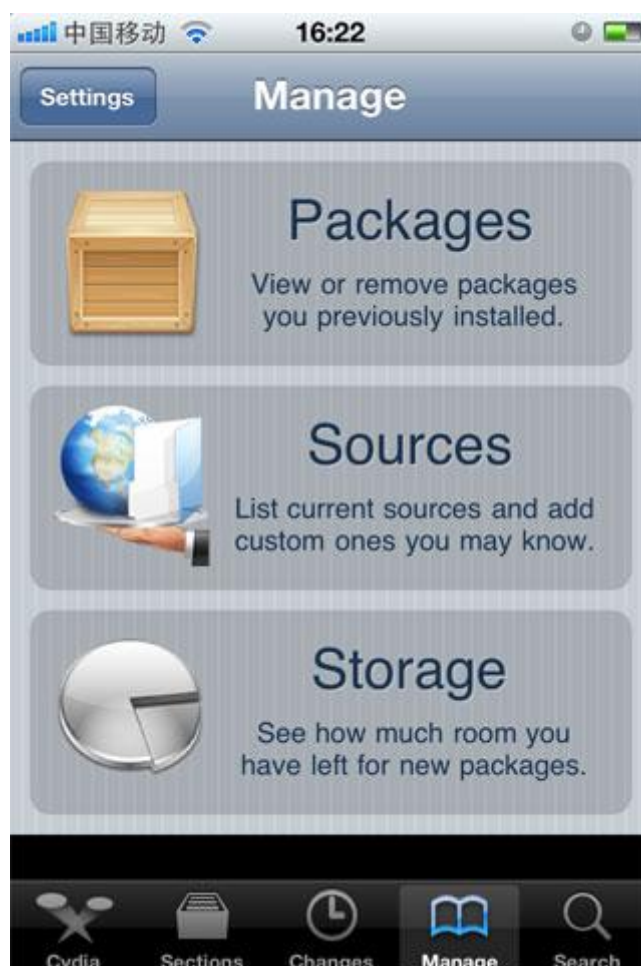 中国移动 16:22
Settings Manage
Packages
View or remove packages
you previously installed.
Sources
List current sources and add
custom ones you may know.
Storage
See how much room you
have left for new packages.
Cydia Sections Changes Manage Search